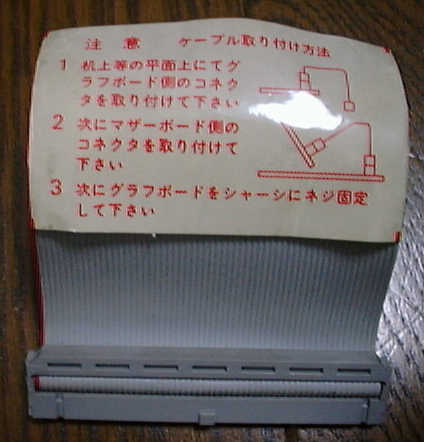 注 意 ケーブル取り付け方法
1 机上等の平面上にてグ
ラフボード側のコネク
タを取り付けて下さい
2 次にマザーボード側の
コネクタを取り付けて
下さい
3 次にグラフボードをシャーシにネジ固定
して下さい